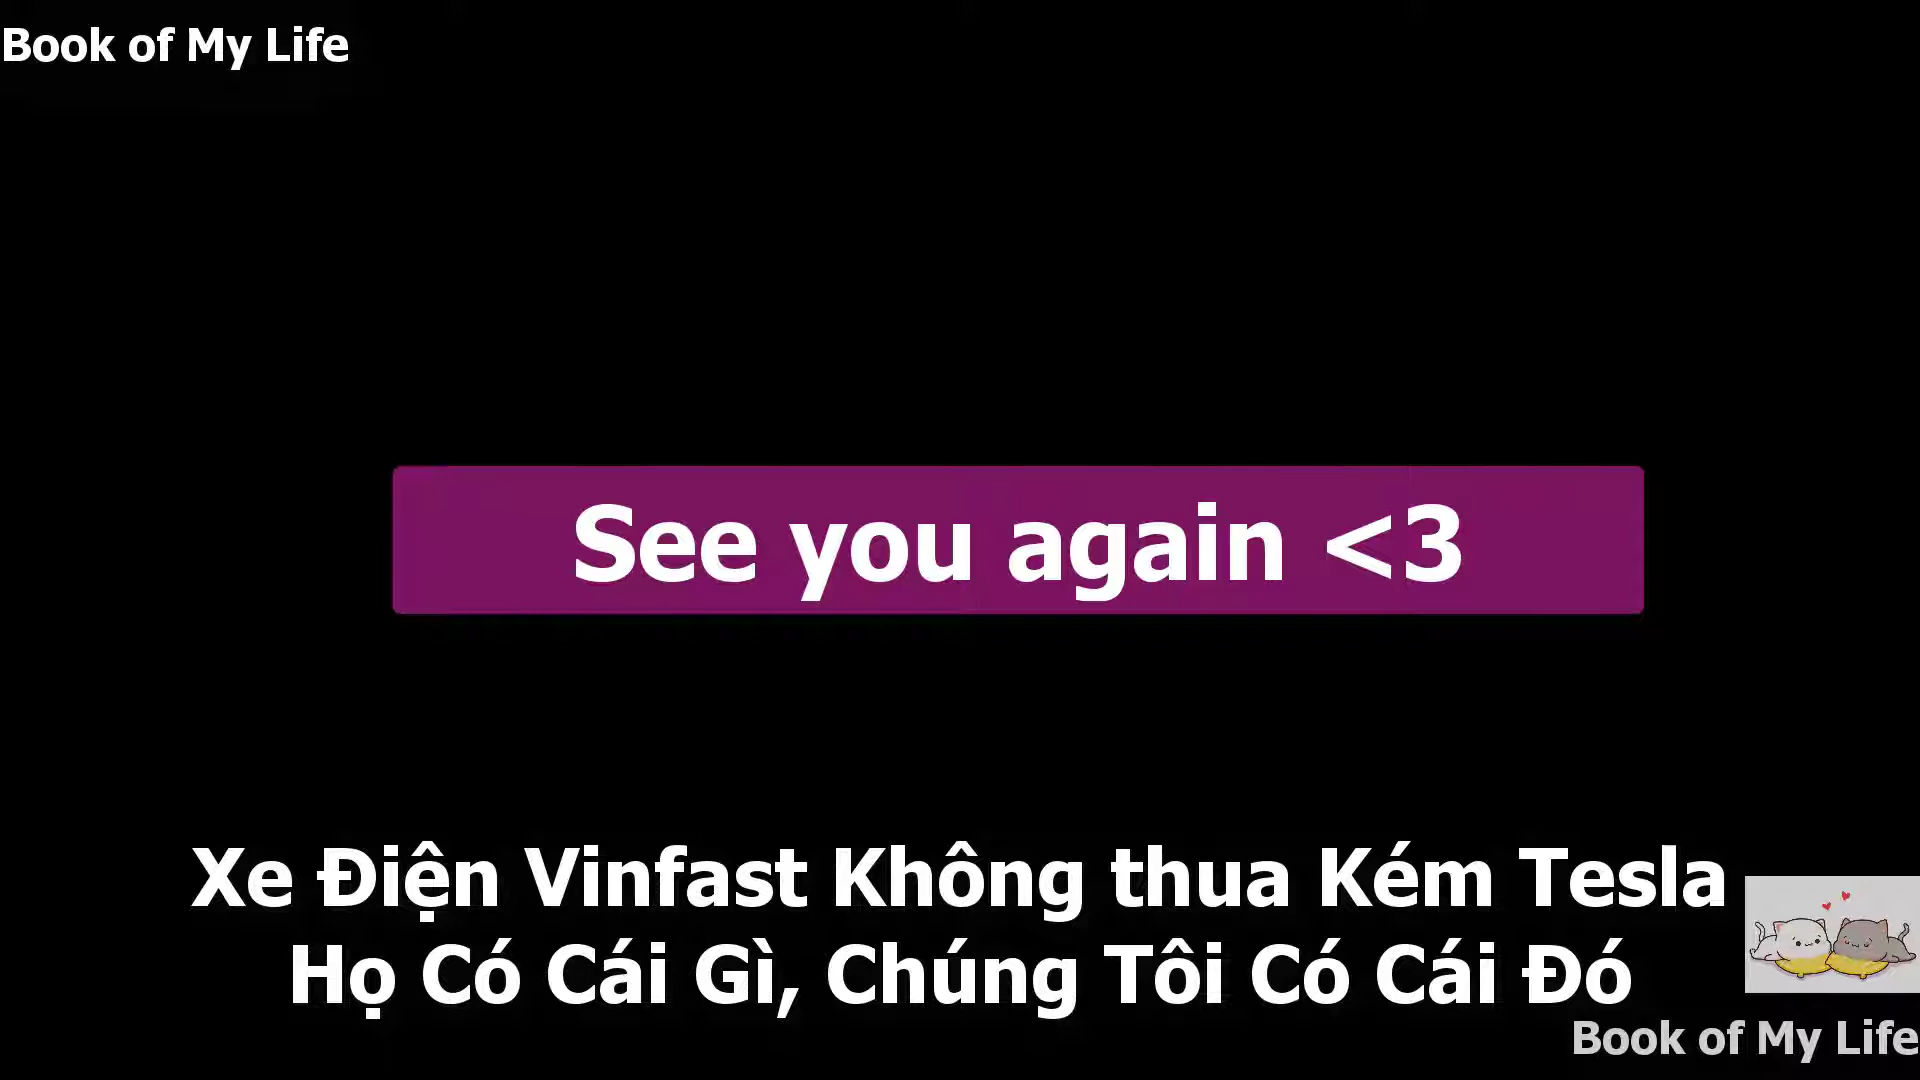 Book of My Life
See you again <3
Xe Điện Vinfast Không thua Kém Tesla
Họ Có Cái Gì, Chúng Tôi Có Cái Đó
Book of My Life